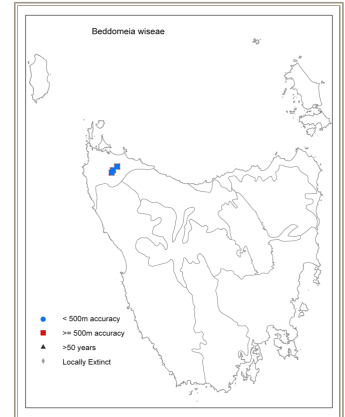 Beddomeia wiseae
< 500m accuracy
>= 500m accuracy
>50 years
Locally Extinct